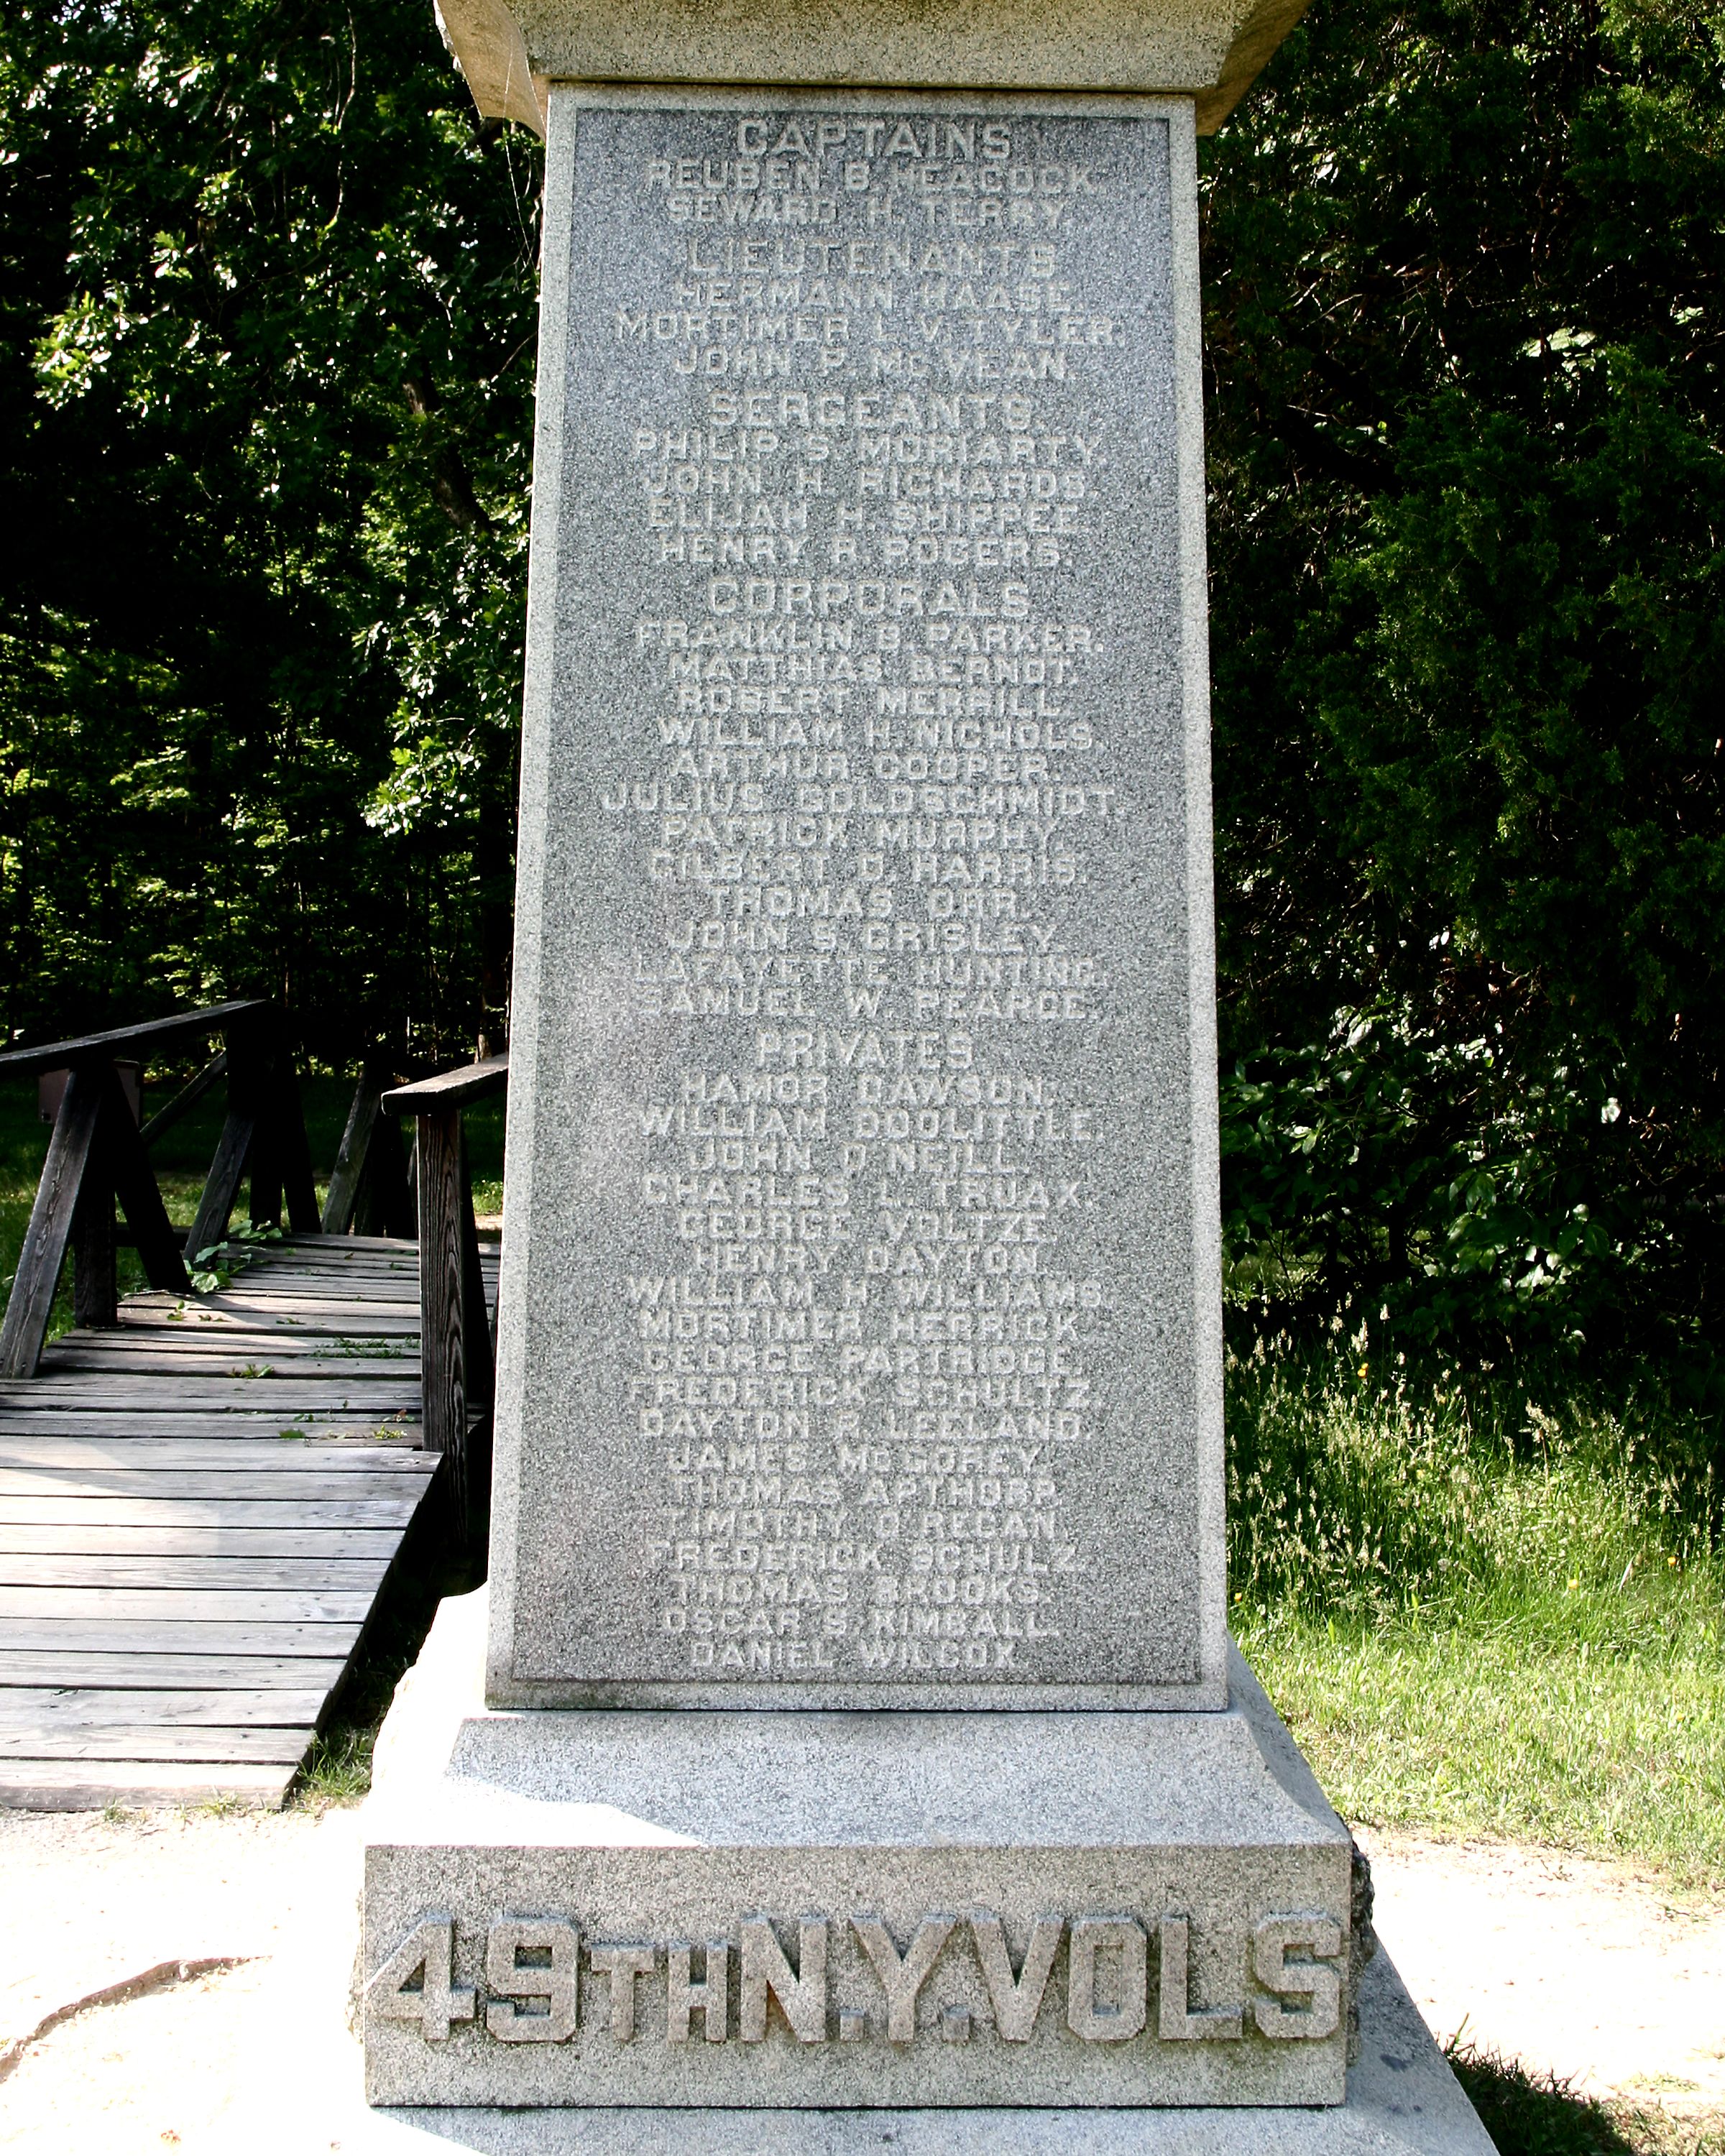 CAPTAINS
REUBEN B. HEACOCK.
SEWARD H. TERRY.
LIEUTENANTS
HERMANN HAASE.
MORTIMER L. V. TYLER.
JOHN P. McVEAN.
SERGEANTS.
PHILIP S. MORIARTY.
JOHN H. RICHARDS.
ELIJAH H. SHIPPEE.
HENRY R. ROGERS.
CORPORALS
FRANKLIN B. PARKER.
MATTHIAS BERNDT.
ROBERT MERRILL.
WILLIAM H. NICHOLS.
ARTHUR COOPER.
JULIUS GOLDSCHMIDT.
PATRICK MURPHY.
GILBERT D. HARRIS.
THOMAS ORR.
JOHN S. GRISLEY.
LAFAYETTE HUNTING.
SAMUEL W. PEARCE.
PRIVATES
HAMOR DAWSON.
WILLIAM DOOLITTLE.
JOHN O'NEILL.
CHARLES L. TRUAX.
GEORGE VOLTZE.
HENRY DAYTON.
WILLIAM H. WILLIAMS.
MORTIMER HERRICK.
GEORGE PARTRIDGE.
FREDERICK SCHULTZ.
DAYTON R. LEELAND.
JAMES McGOREY.
THOMAS APTHORP.
TIMOTHY O'REGAN.
FREDERICK SCHULZ.
THOMAS BROOKS.
OSCAR S. KIMBALL.
DANIEL WILCOX.
49TH N.Y. VOLS